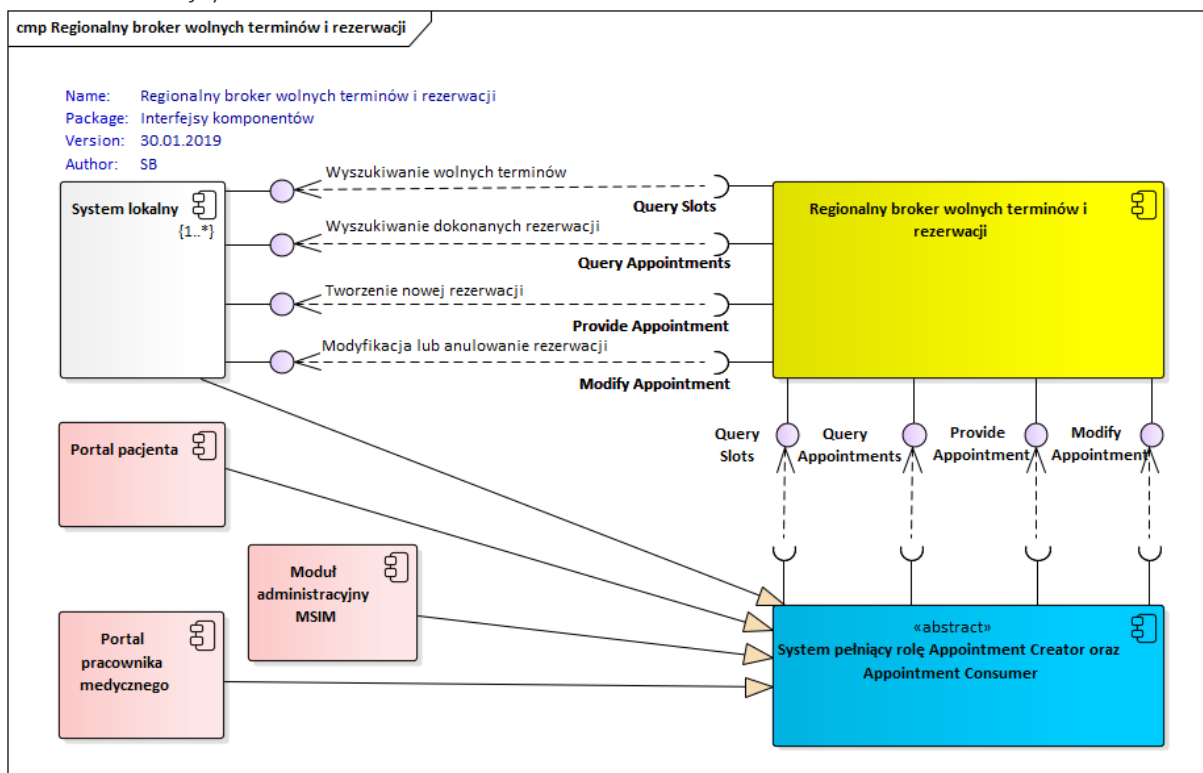 cmp Regionalny broker wolnych terminów i rezerwacji
Name: Regionalny broker wolnych terminów i rezerwacji
Package: Interfejsy komponentów
Version: 30.01.2019
Author: SB
System lokalny
{1..*}
Wyszukiwanie wolnych terminów
Query Slots
Wyszukiwanie dokonanych rezerwacji
Query Appointments
Tworzenie nowej rezerwacji
Provide Appointment
Modyfikacja lub anulowanie rezerwacji
Modify Appointment
Regionalny broker wolnych terminów i
rezerwacji
Query
Slots
Query
Appointments
Provide
Appointment
Modify
Appointment
Portal pacjenta
Moduł
administracyjny
MSIM
Portal
pracownika
medycznego
«abstract»
System pełniący rolę Appointment Creator oraz
Appointment Consumer